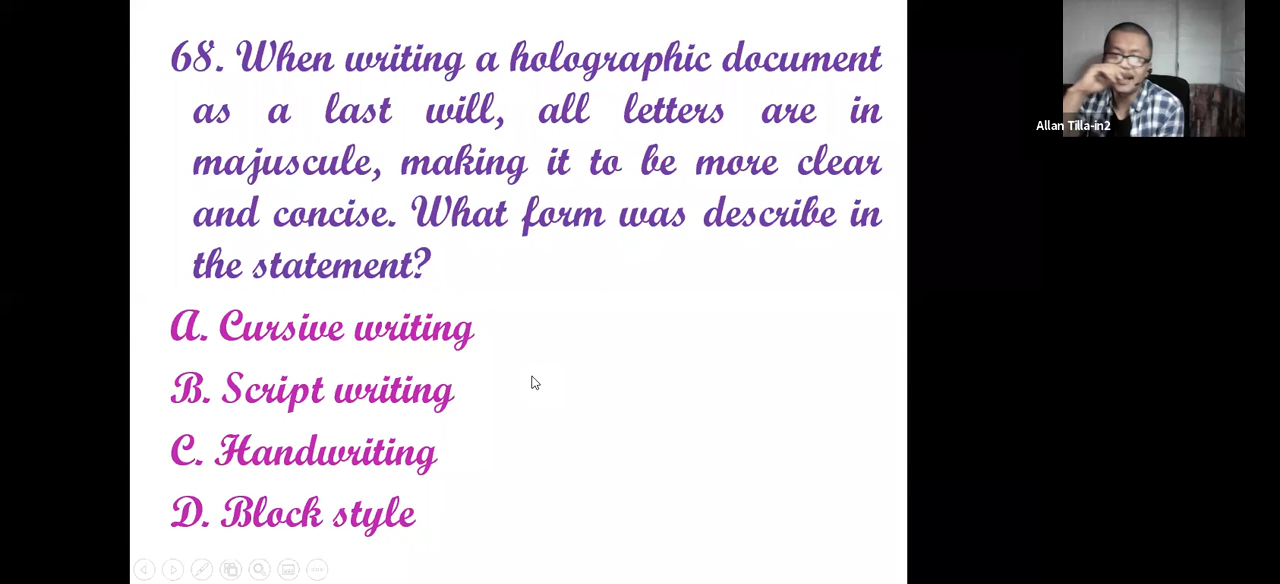 68. When writing a holographic document
as a last will, all letters are in
majuscule, making it to be more clear
and concise. What form was describe in
the statement?
A. Cursive writing
B. Script writing
C. Handwriting
D. Block style
Allan Tilla-in2